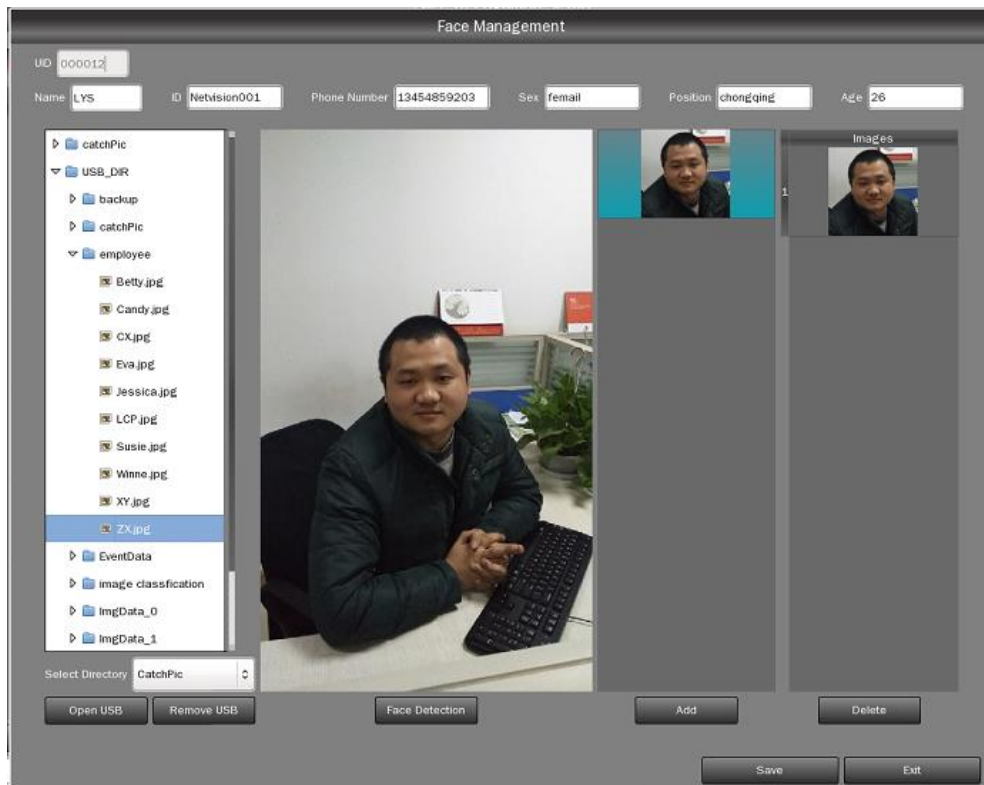 Face Management
UID 000012
Name LYS ID Netvision001 Phone Number 13454859203 Sex femail Position chongqing Age 26
catchPic
USB_DIR
backup
catchPic
employee
Betty.jpg
Candy.jpg
CX.jpg
Eva.jpg
Jessica.jpg
LCP.jpg
Susie.jpg
Winne.jpg
XY.jpg
ZX.jpg
EventData
image classfication
ImgData_0
ImgData_1
Images
1
Select Directory CatchPic
Open USB Remove USB Face Detection Add Delete
Save Exit